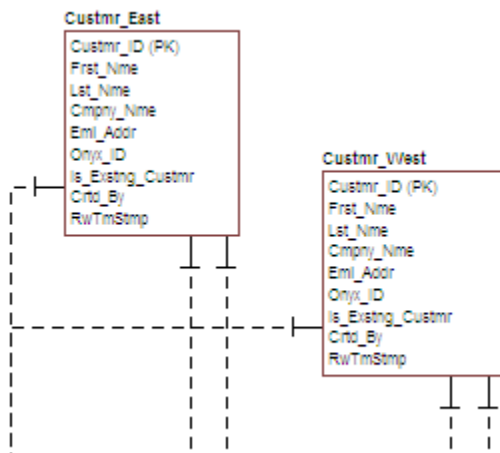 Custmr_East
Custmr_ID (PK)
Frst_Nme
Lst_Nme
Cmpny_Nme
Eml_Addr
Onyx_ID
Is_Exstng_Custmr
Crtd_By
RwTmStmp
Custmr_West
Custmr_ID (PK)
Frst_Nme
Lst_Nme
Cmpny_Nme
Eml_Addr
Onyx_ID
Is_Exstng_Custmr
Crtd_By
RwTmStmp